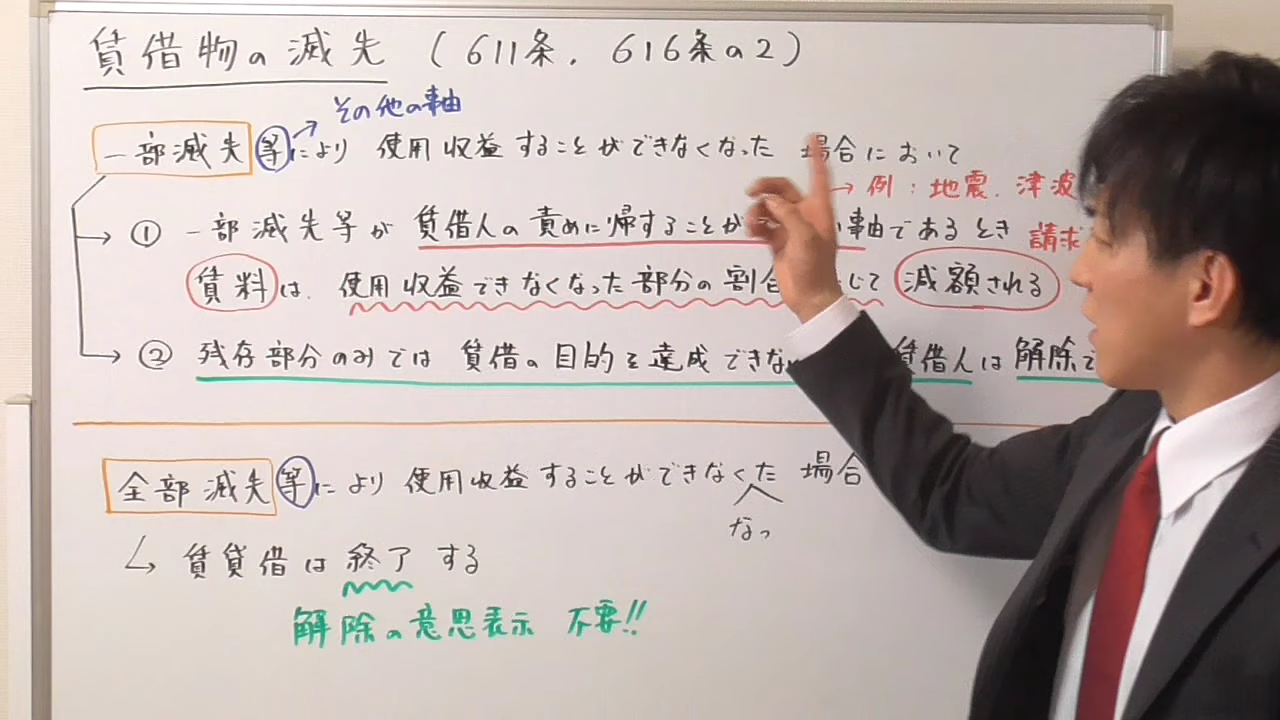 賃借物の滅失 (611条, 616条の2)
その他の事由
一部滅失等により 使用収益することができなくなった 場合において
→ 例:地震、津波
① 一部滅失等が 賃借人の責めに帰することが 事由であるとき 請求
賃料は、使用収益できなくなった部分の割合 じて 減額される
② 残存部分のみでは 賃借の目的を達成できな 賃借人は 解除で
全部滅失等により 使用収益することができなくた 場合
なっ
↳ 賃貸借は 終了 する
解除の意思表示 不要!!